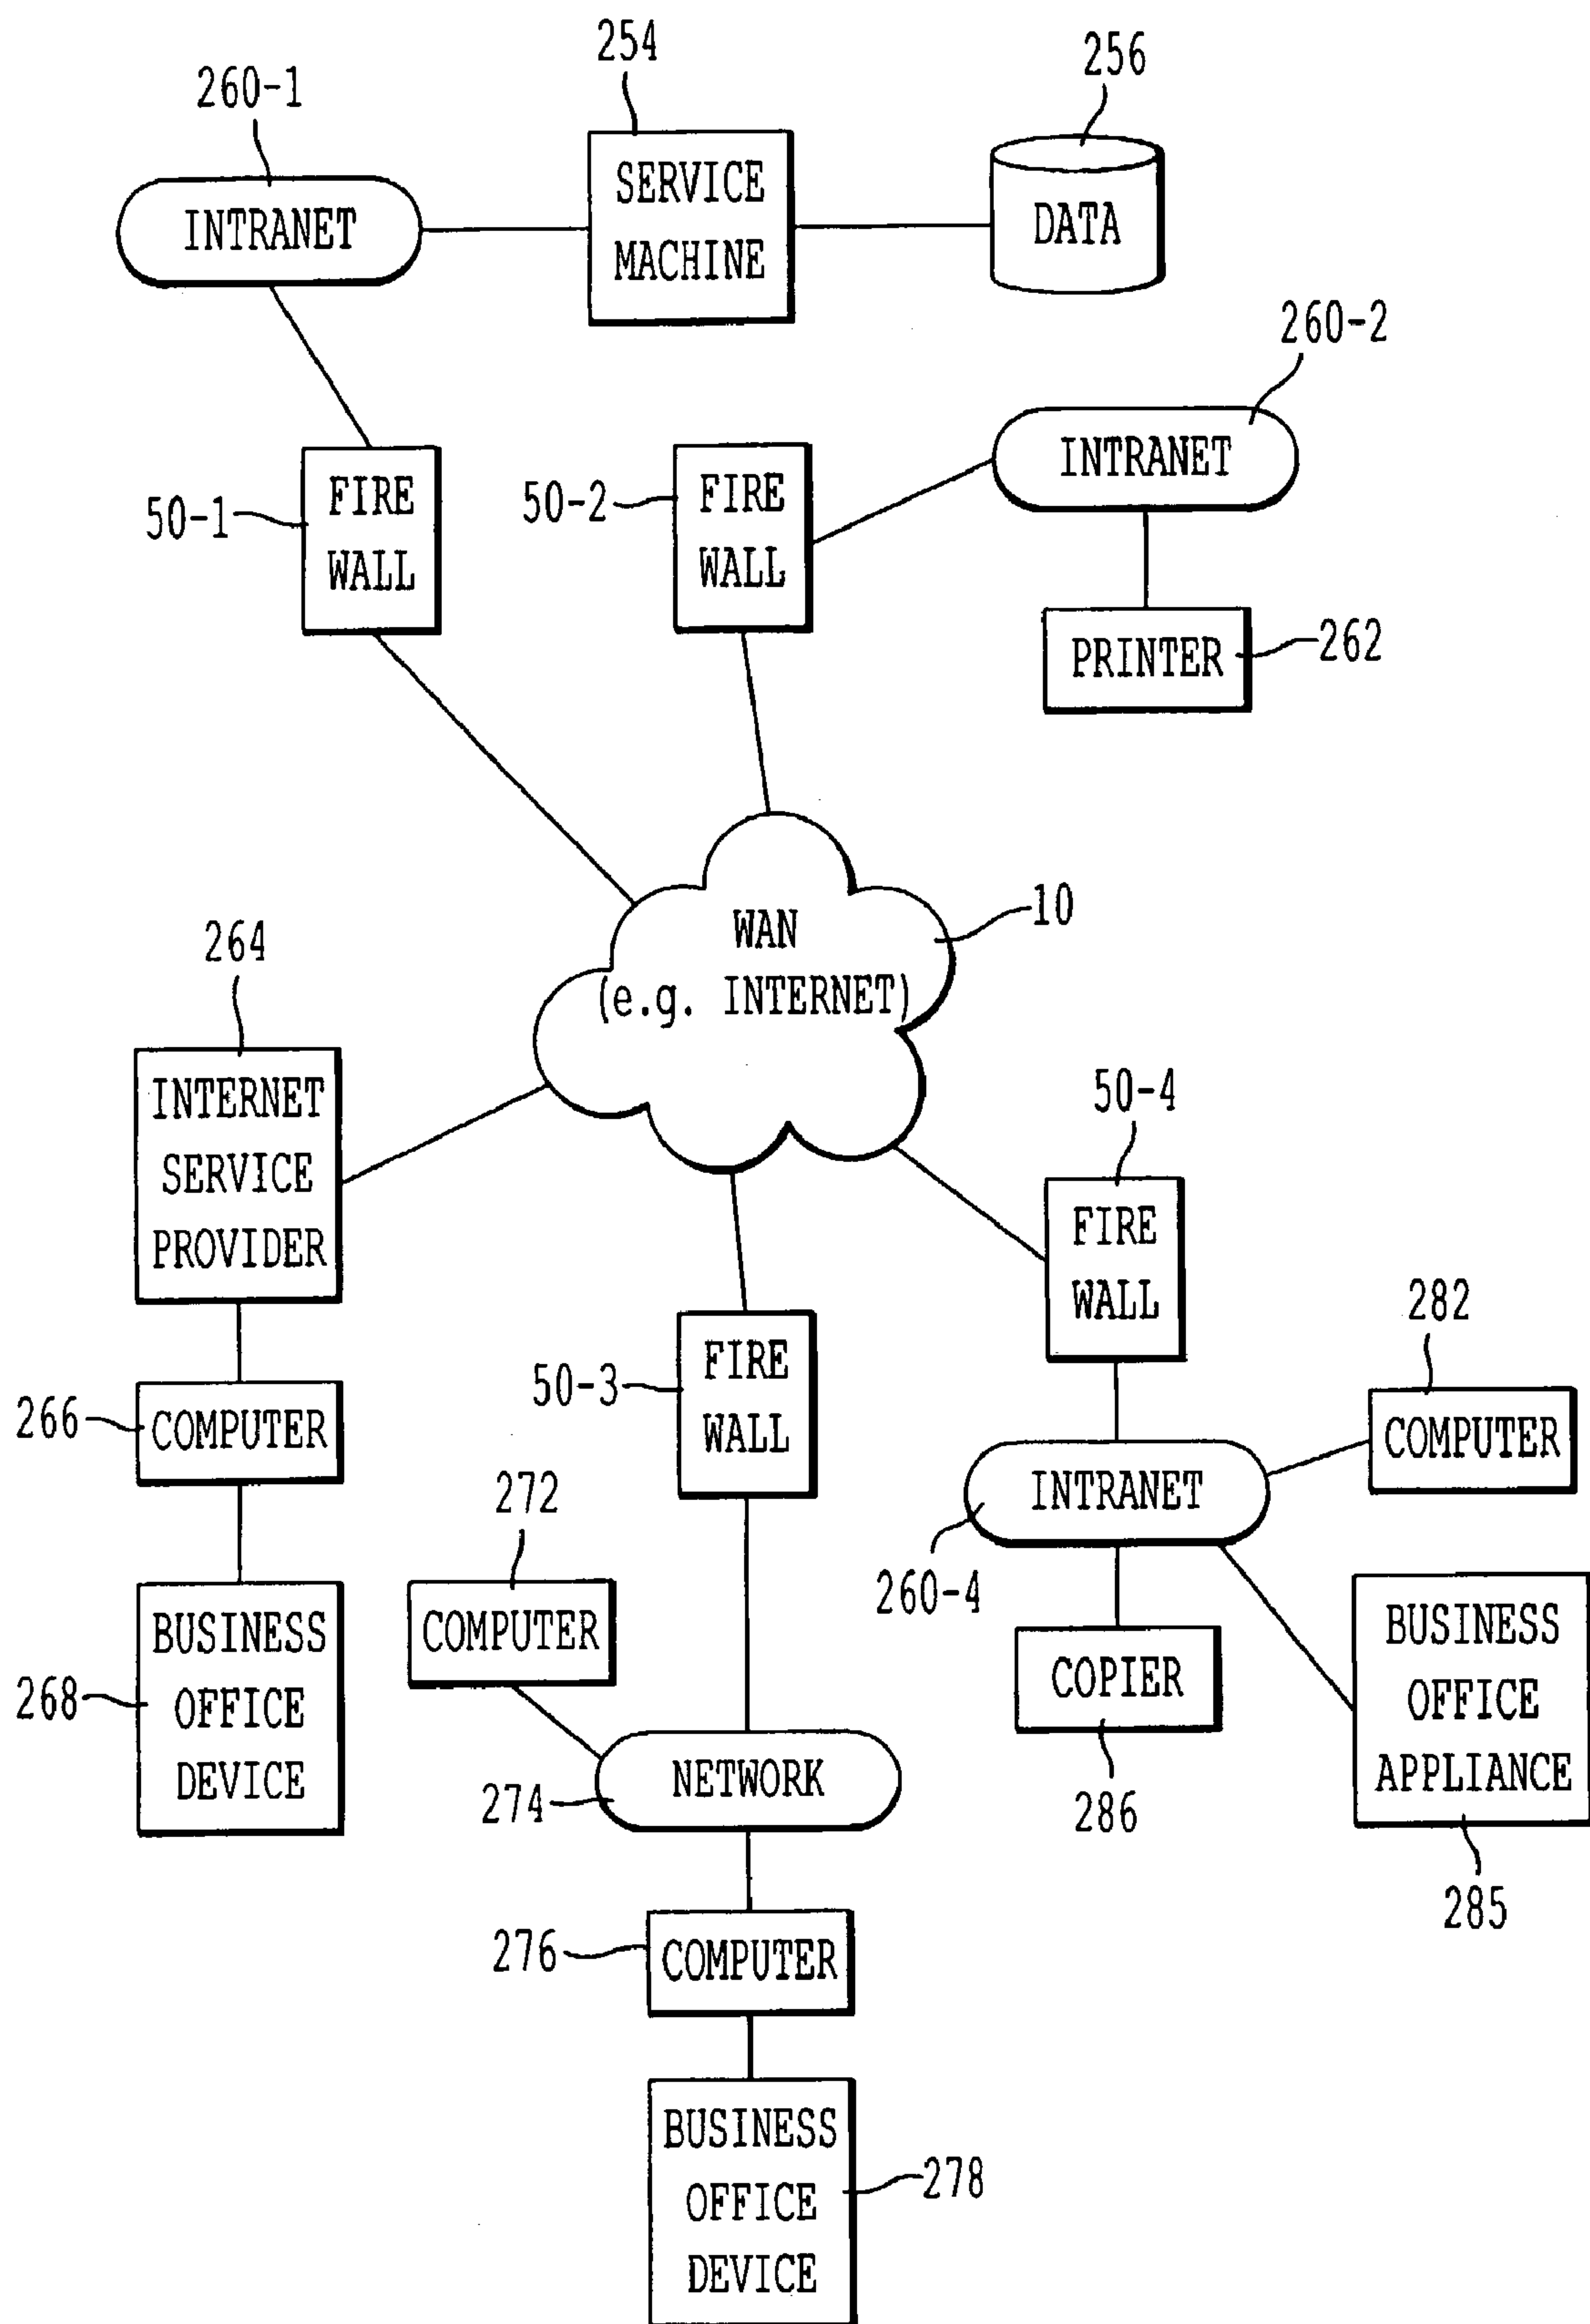 254
256
260-1
SERVICE
MACHINE
INTRANET
DATA
260-2
INTRANET
50-1
FIRE
WALL
50-2
FIRE
WALL
PRINTER
262
10
WAN
(e.g. INTERNET)
264
INTERNET
SERVICE
PROVIDER
50-4
FIRE
WALL
282
COMPUTER
266
COMPUTER
50-3
FIRE
WALL
INTRANET
260-4
272
COMPUTER
268
BUSINESS
OFFICE
DEVICE
COPIER
286
BUSINESS
OFFICE
APPLIANCE
285
274
NETWORK
276
COMPUTER
BUSINESS
OFFICE
DEVICE
278